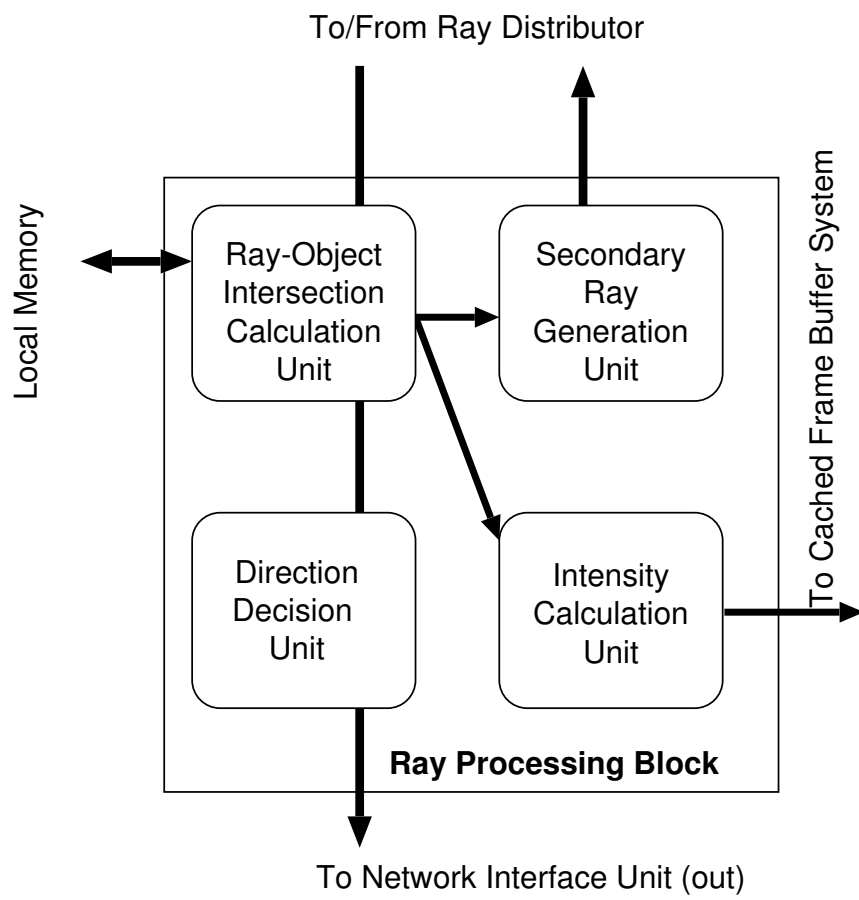 To/From Ray Distributor
Local Memory
Ray-Object
Intersection
Calculation
Unit
Secondary
Ray
Generation
Unit
To Cached Frame Buffer System
Direction
Decision
Unit
Intensity
Calculation
Unit
Ray Processing Block
To Network Interface Unit (out)